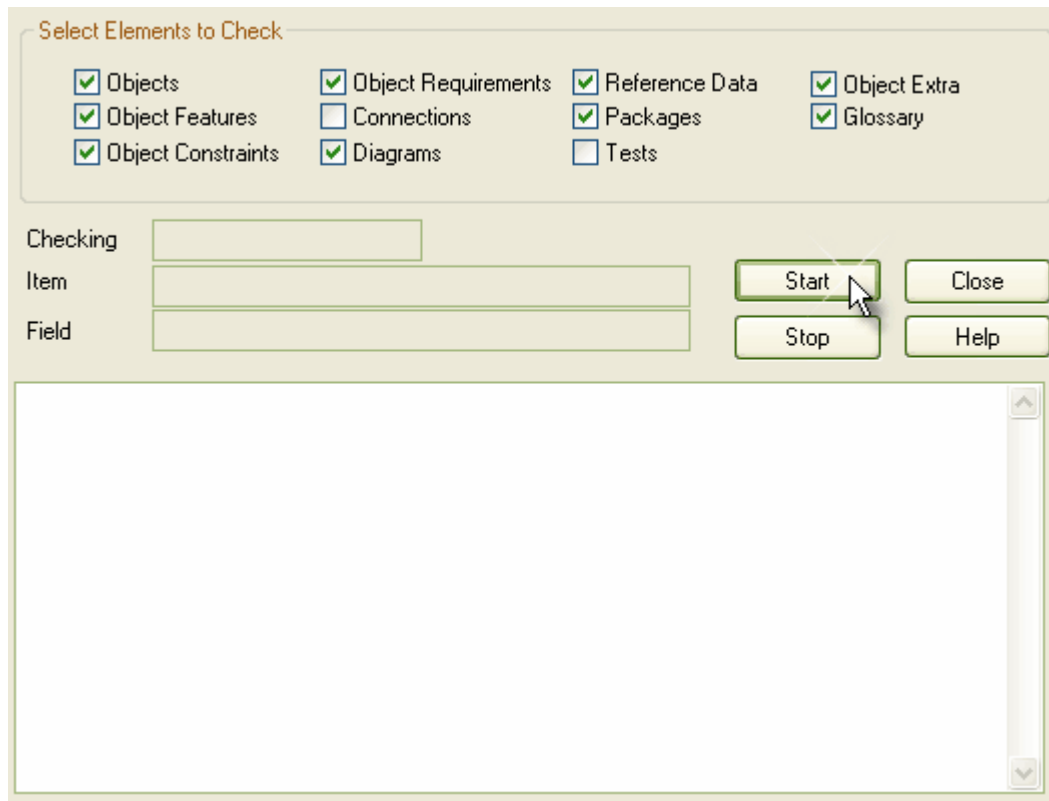 Select Elements to Check
Objects Object Requirements Reference Data Object Extra
Object Features Connections Packages Glossary
Object Constraints Diagrams Tests
Checking
Item Start Close
Field Stop Help